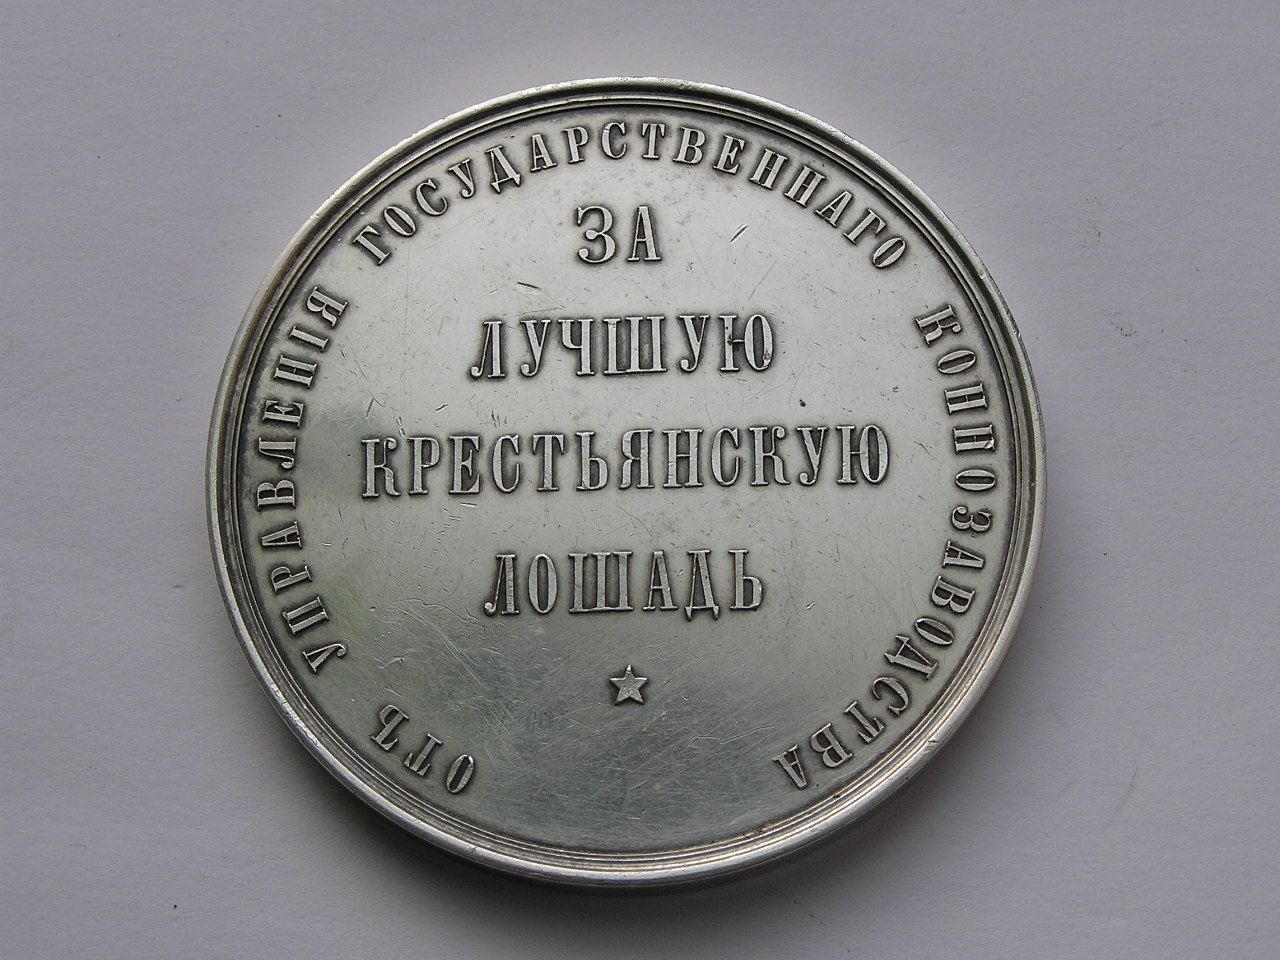 ОТЪ УПРАВЛЕНІЯ ГОСУДАРСТВЕННАГО КОННОЗАВОДСТВА
ЗА
ЛУЧШУЮ
КРЕСТЬЯНСКУЮ
ЛОШАДЬ